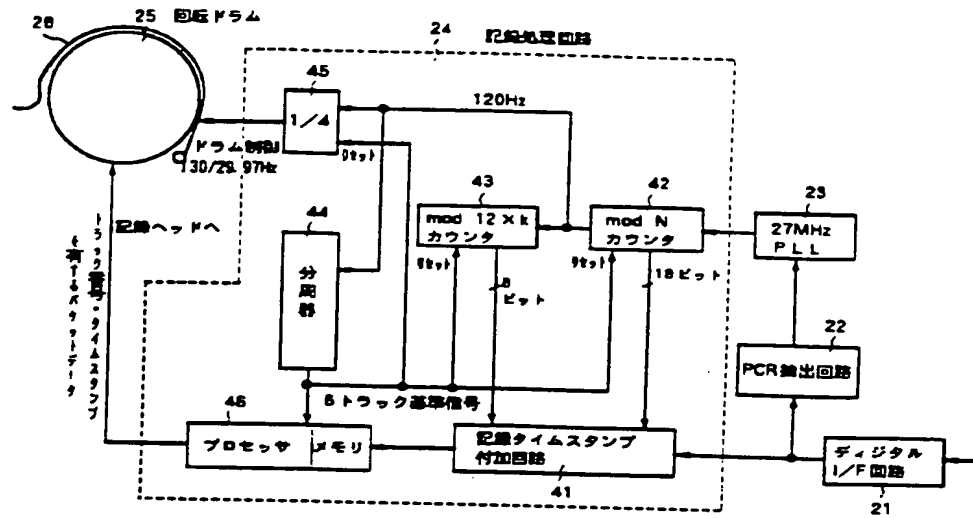 26
25 回転ドラム
24
記録処理回路
45
1/4
120Hz
ドラム制御
30/29.97Hz
リセット
43
mod 12×k
カウンタ
42
mod N
カウンタ
23
27MHz
PLL
記録ヘッドへ
トラック番号・タイムスタンプ
を有するパケットデータ
44
分周器
リセット
8
ビット
リセット
18ビット
22
PCR抽出回路
6トラック基準信号
46
プロセッサ メモリ
記録タイムスタンプ
付加回路
41
ディジタル
I/F回路
21